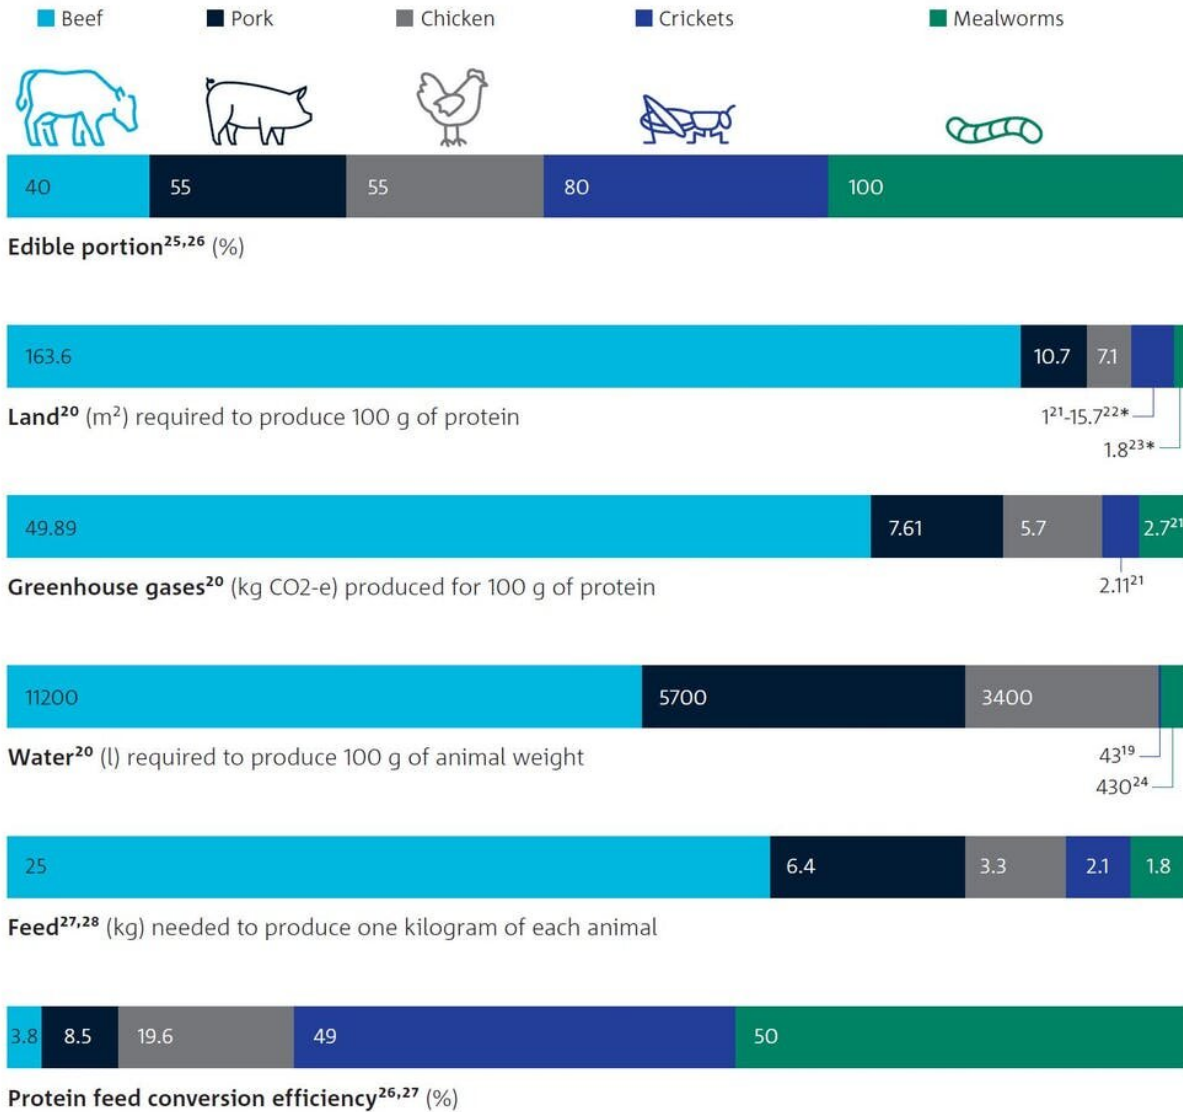 Beef Pork Chicken Crickets Mealworms
40 55 55 80 100
Edible portion²⁵,²⁶ (%)
163.6 10.7 7.1
1²¹-15.7²²*
1.8²³*
Land²⁰ (m²) required to produce 100 g of protein
49.89 7.61 5.7 2.7²¹
2.11²¹
Greenhouse gases²⁰ (kg CO2-e) produced for 100 g of protein
11200 5700 3400
43¹⁹
430²⁴
Water²⁰ (l) required to produce 100 g of animal weight
25 6.4 3.3 2.1 1.8
Feed²⁷,²⁸ (kg) needed to produce one kilogram of each animal
3.8 8.5 19.6 49 50
Protein feed conversion efficiency²⁶,²⁷ (%)